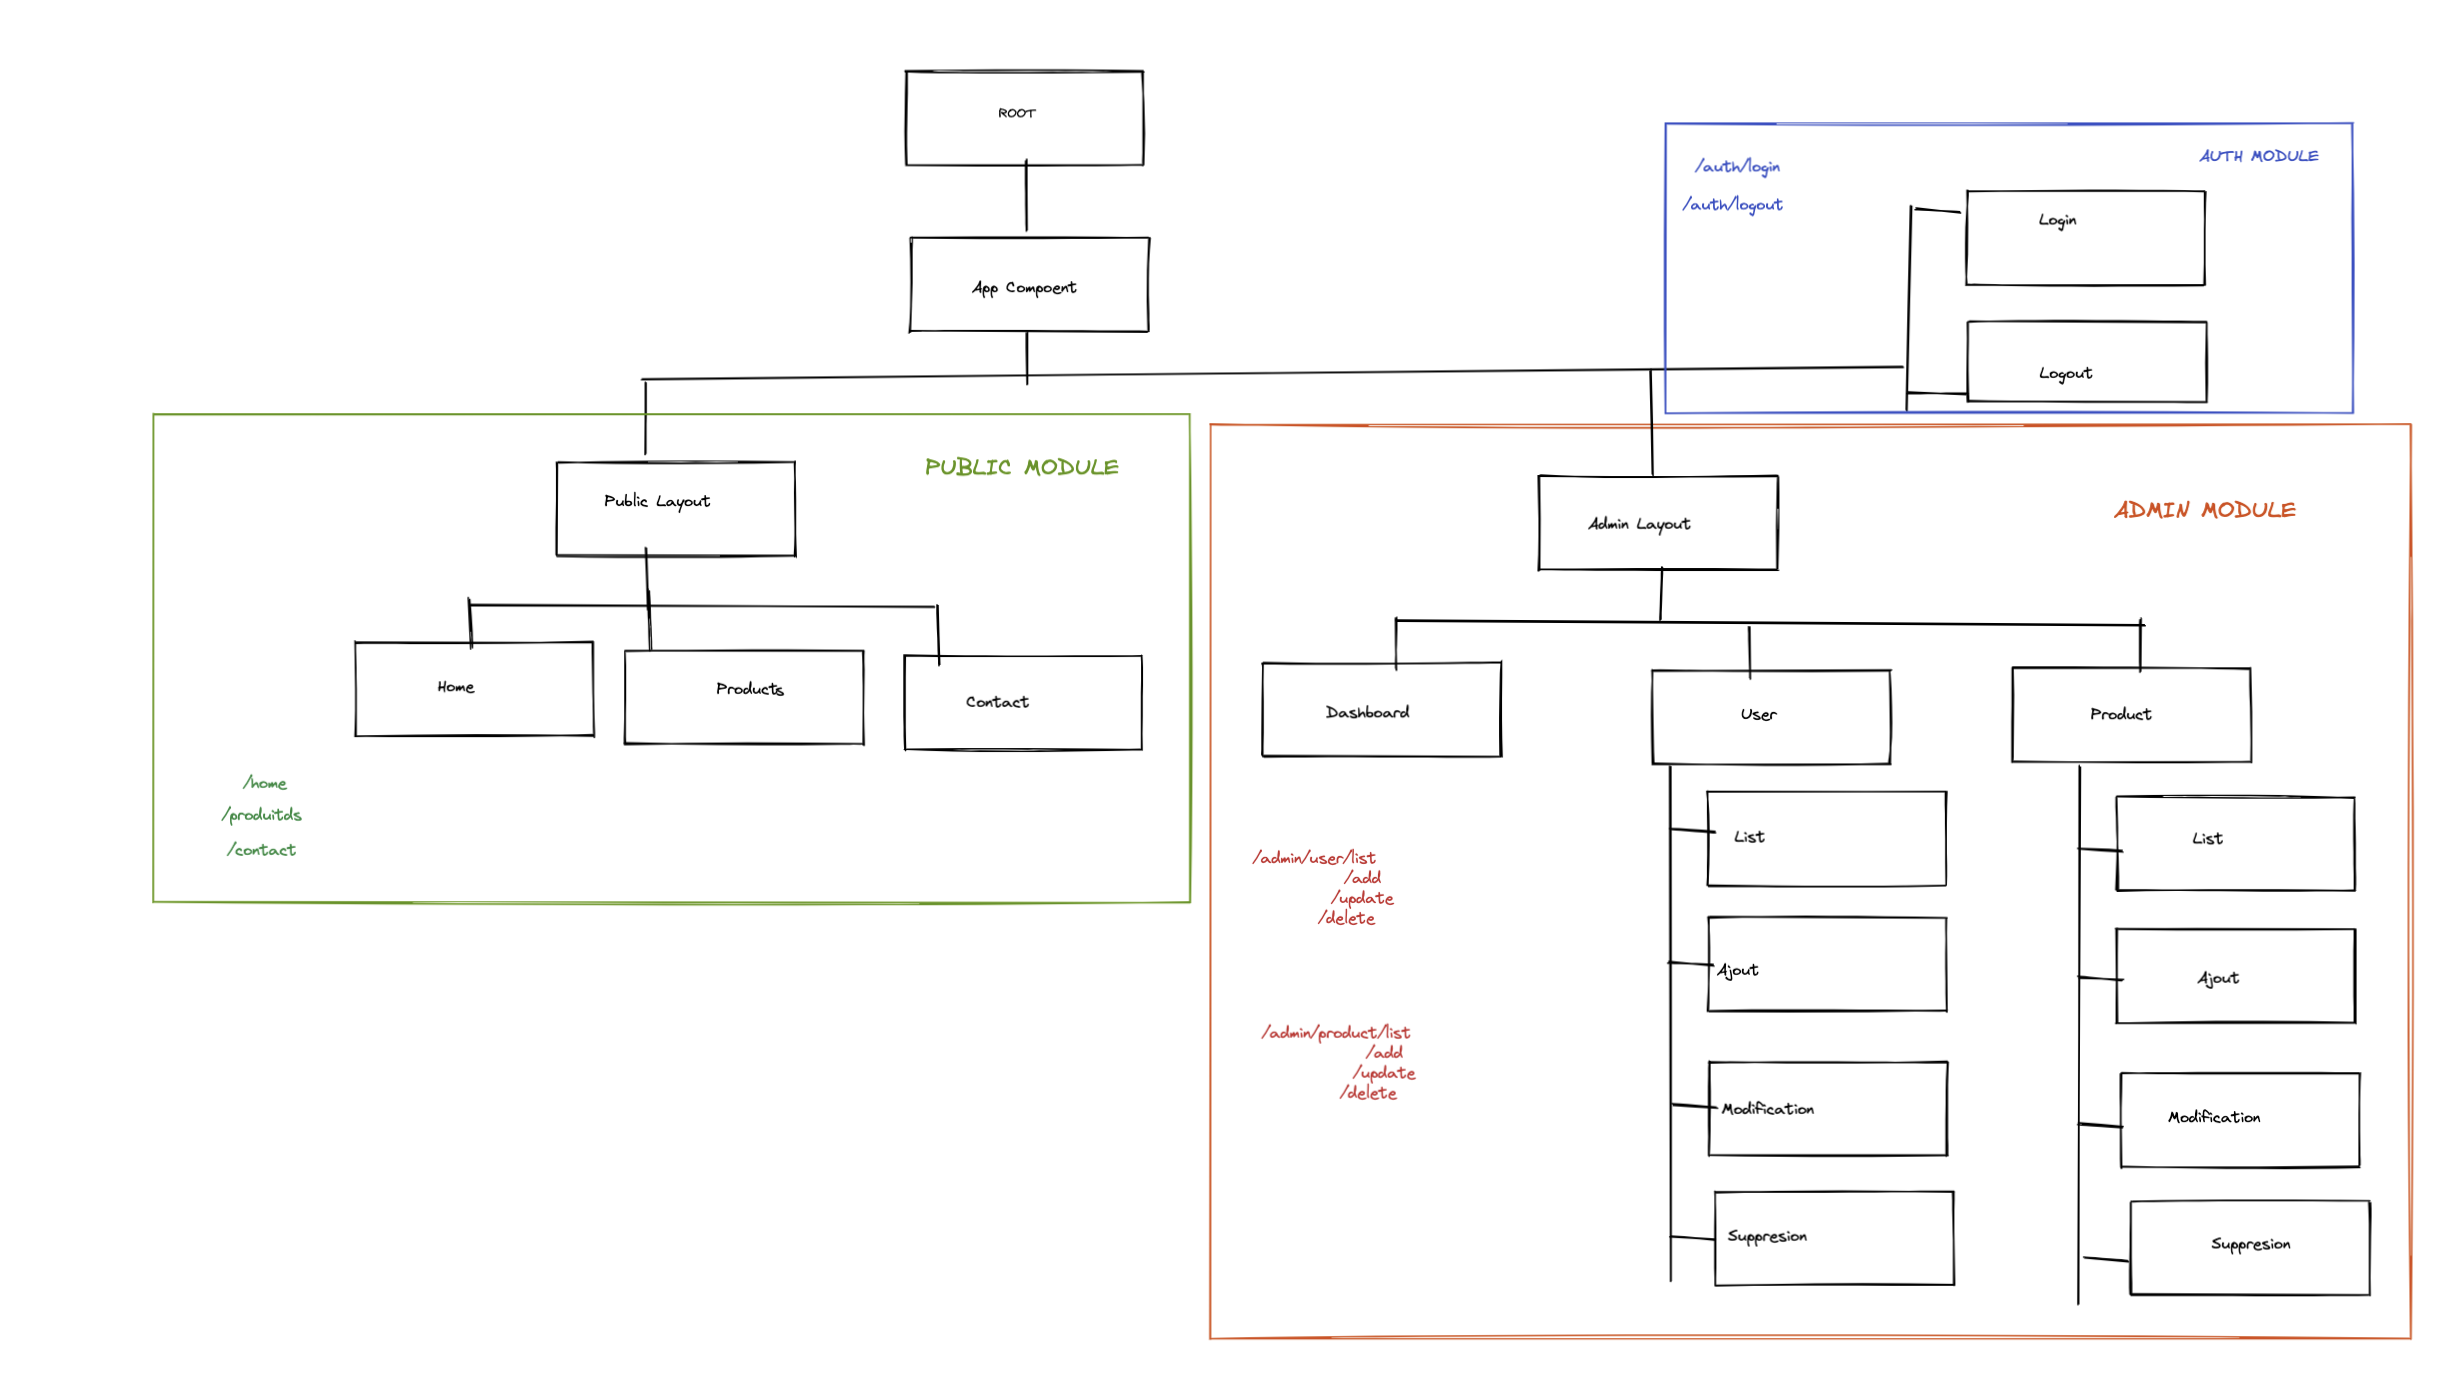 ROOT
App Compoent
AUTH MODULE
/auth/login
/auth/logout
Login
Logout
PUBLIC MODULE
Public Layout
Home
Products
Contact
/home
/produitds
/contact
ADMIN MODULE
Admin Layout
Dashboard
User
Product
/admin/user/list
/add
/update
/delete
/admin/product/list
/add
/update
/delete
List
Ajout
Modification
Suppresion
List
Ajout
Modification
Suppresion